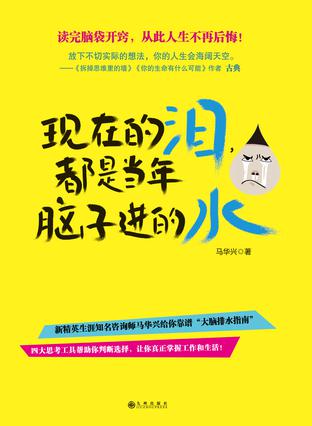 读完脑袋开窍，从此人生不再后悔！
放下不切实际的想法，你的人生会海阔天空。
——《拆掉思维里的墙》《你的生命有什么可能》作者 古典
现在的泪，
都是当年
脑子进的水
马华兴◎著
新精英生涯知名咨询师马华兴给你靠谱“大脑排水指南”
四大思考工具帮助你判断选择，让你真正掌握工作和生活！
九州出版社
JIUZHOUPRESS